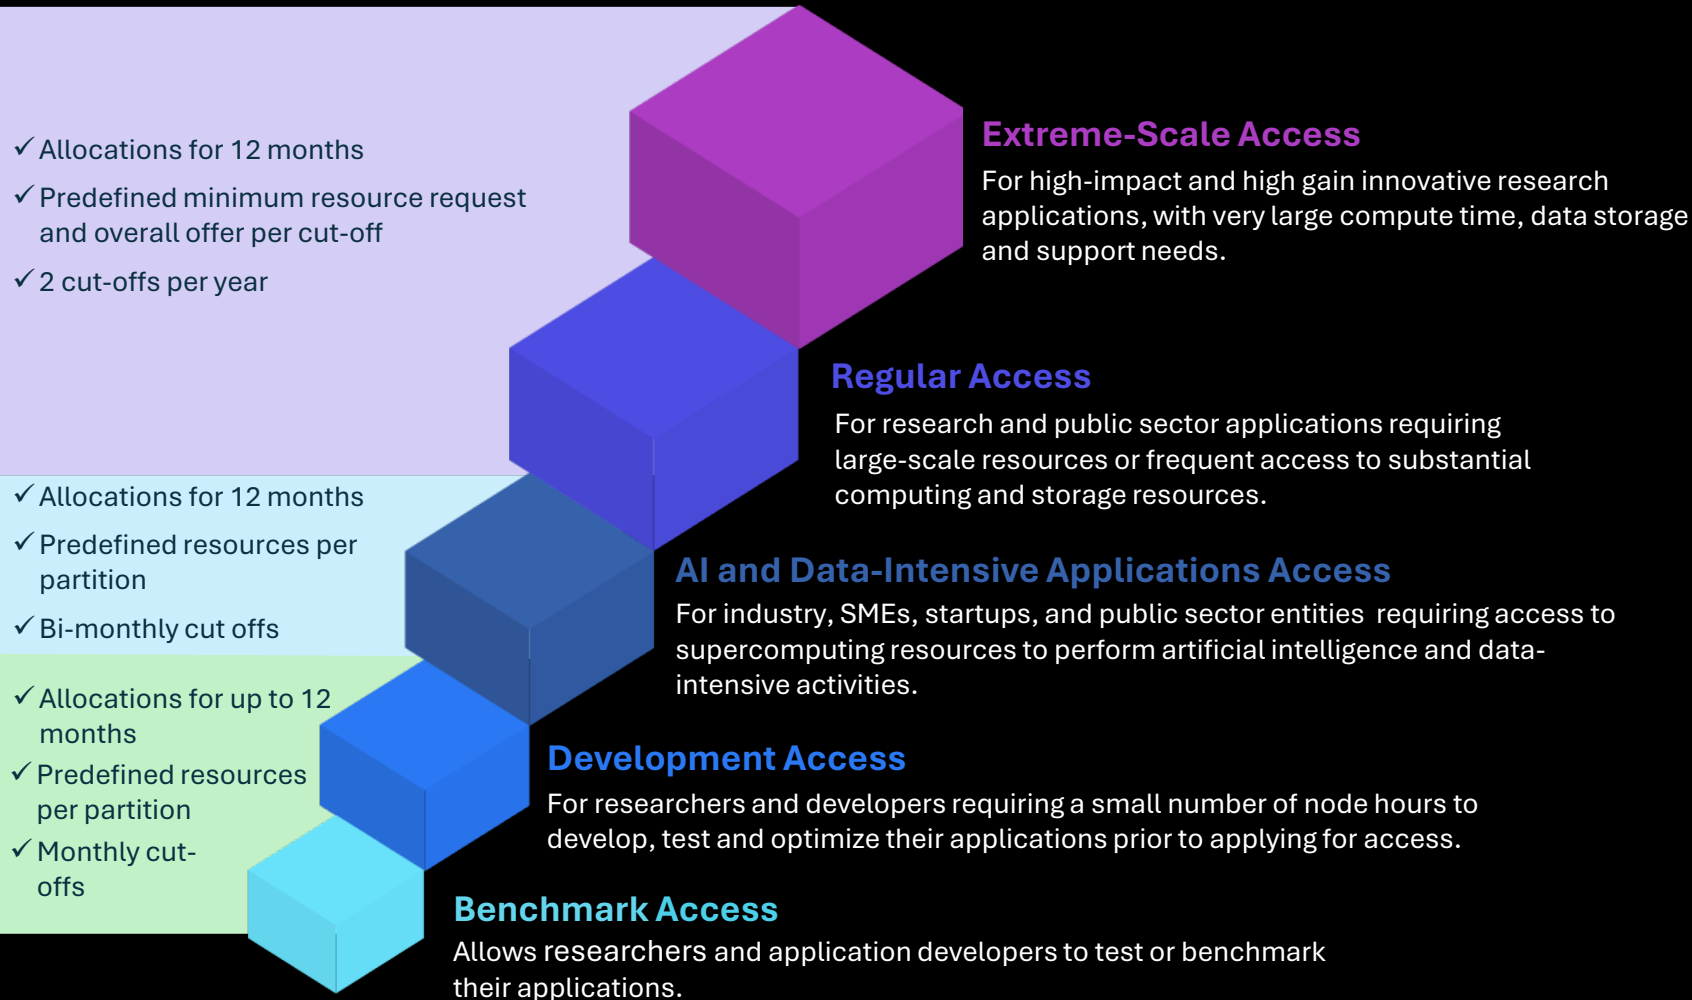 ✓ Allocations for 12 months
✓ Predefined minimum resource request
and overall offer per cut-off
✓ 2 cut-offs per year
Extreme-Scale Access
For high-impact and high gain innovative research
applications, with very large compute time, data storage
and support needs.
Regular Access
For research and public sector applications requiring
large-scale resources or frequent access to substantial
computing and storage resources.
✓ Allocations for 12 months
✓ Predefined resources per
partition
✓ Bi-monthly cut offs
AI and Data-Intensive Applications Access
For industry, SMEs, startups, and public sector entities requiring access to
supercomputing resources to perform artificial intelligence and data-
intensive activities.
✓ Allocations for up to 12
months
✓ Predefined resources
per partition
✓ Monthly cut-
offs
Development Access
For researchers and developers requiring a small number of node hours to
develop, test and optimize their applications prior to applying for access.
Benchmark Access
Allows researchers and application developers to test or benchmark
their applications.